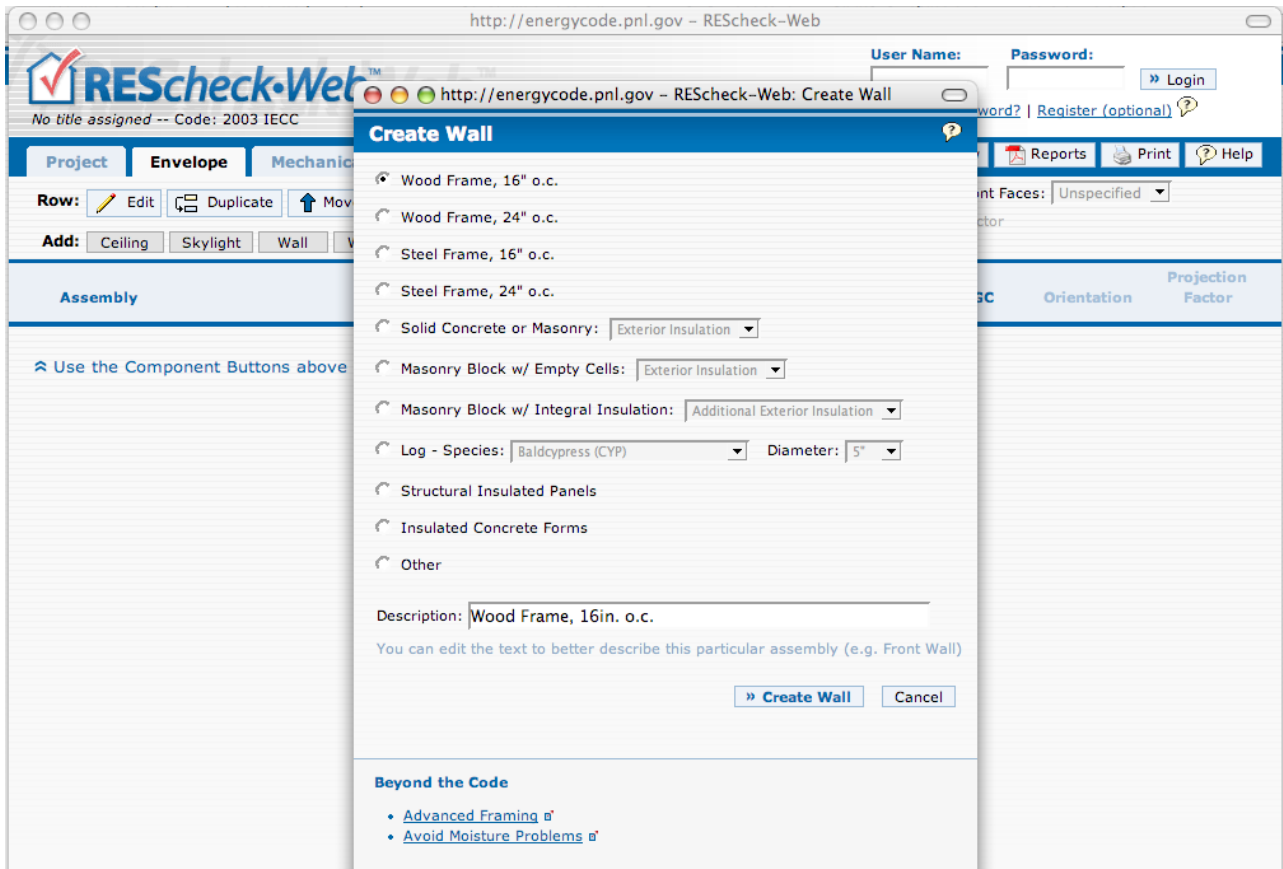 http://energycode.pnl.gov – REScheck-Web
REScheck•Web™
User Name: Password:
» Login
word? | Register (optional)
No title assigned -- Code: 2003 IECC
http://energycode.pnl.gov – REScheck-Web: Create Wall
Create Wall
Project Envelope Mechanic
Reports Print Help
Row: Edit Duplicate Mov
nt Faces: Unspecified
ctor
Add: Ceiling Skylight Wall
Assembly
SC Orientation Projection Factor
Use the Component Buttons above
Wood Frame, 16" o.c.
Wood Frame, 24" o.c.
Steel Frame, 16" o.c.
Steel Frame, 24" o.c.
Solid Concrete or Masonry: Exterior Insulation
Masonry Block w/ Empty Cells: Exterior Insulation
Masonry Block w/ Integral Insulation: Additional Exterior Insulation
Log - Species: Baldcypress (CYP) Diameter: 5"
Structural Insulated Panels
Insulated Concrete Forms
Other
Description: Wood Frame, 16in. o.c.
You can edit the text to better describe this particular assembly (e.g. Front Wall)
» Create Wall Cancel
Beyond the Code
• Advanced Framing
• Avoid Moisture Problems